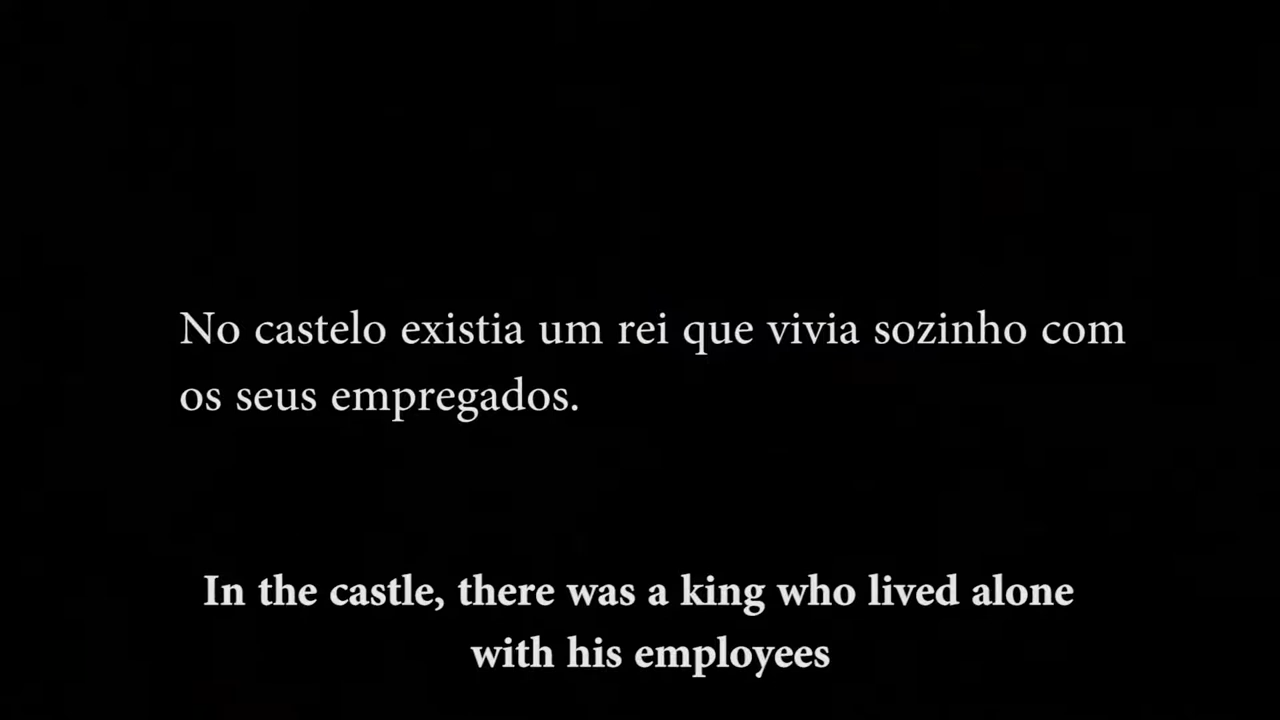 No castelo existia um rei que vivia sozinho com
os seus empregados.
In the castle, there was a king who lived alone
with his employees